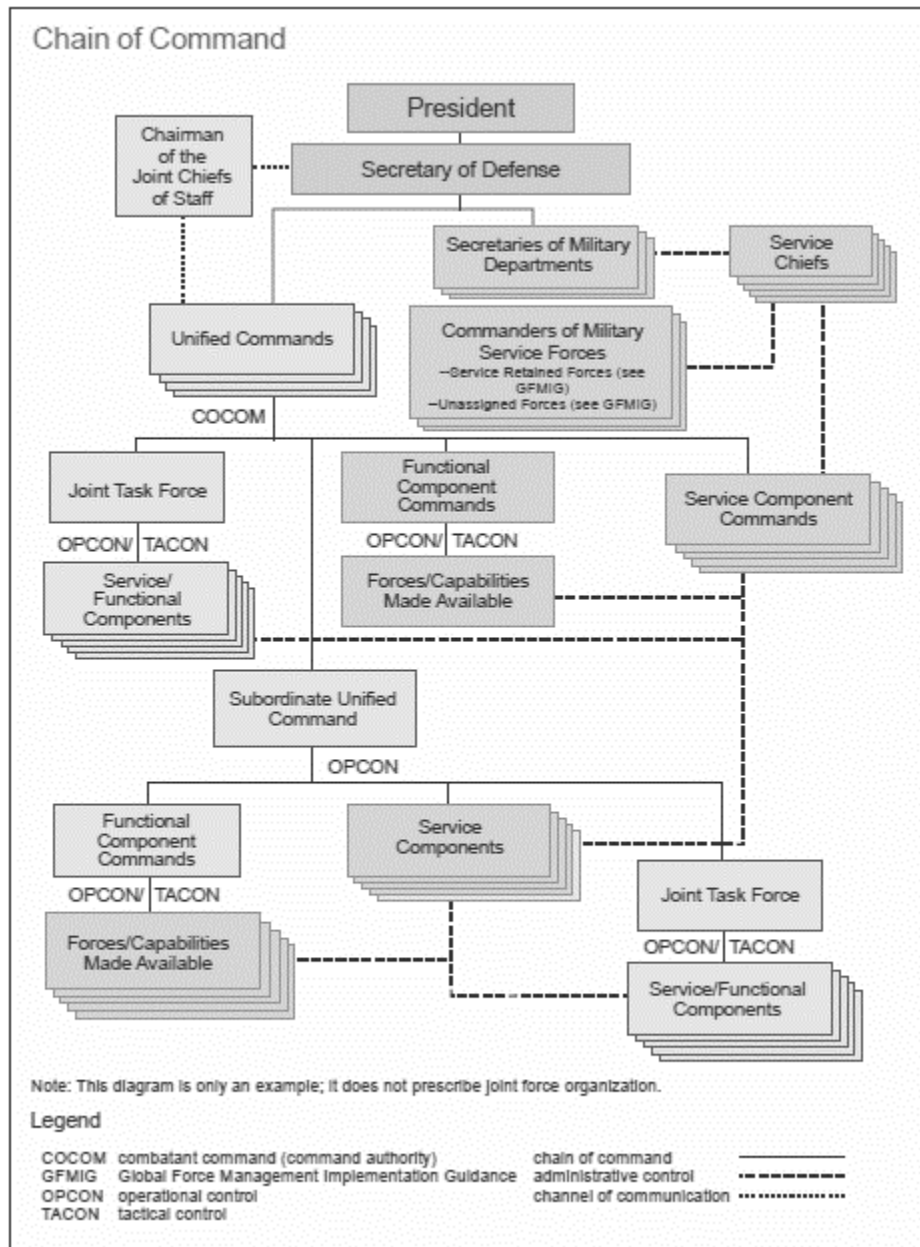 Chain of Command
President
Chairman
of the
Joint Chiefs
of Staff
Secretary of Defense
Secretaries of Military
Departments
Service
Chiefs
Unified Commands
Commanders of Military
Service Forces
–Service Retained Forces (see
GFMIG)
–Unassigned Forces (see GFMIG)
COCOM
Joint Task Force
Functional
Component
Commands
Service Component
Commands
OPCON/ TACON
OPCON/ TACON
Service/
Functional
Components
Forces/Capabilities
Made Available
Subordinate Unified
Command
OPCON
Functional
Component
Commands
Service
Components
Joint Task Force
OPCON/ TACON
Forces/Capabilities
Made Available
OPCON/ TACON
Service/Functional
Components
Note: This diagram is only an example; it does not prescribe joint force organization.
Legend
COCOM combatant command (command authority) chain of command
GFMIG Global Force Management Implementation Guidance administrative control
OPCON operational control channel of communication
TACON tactical control